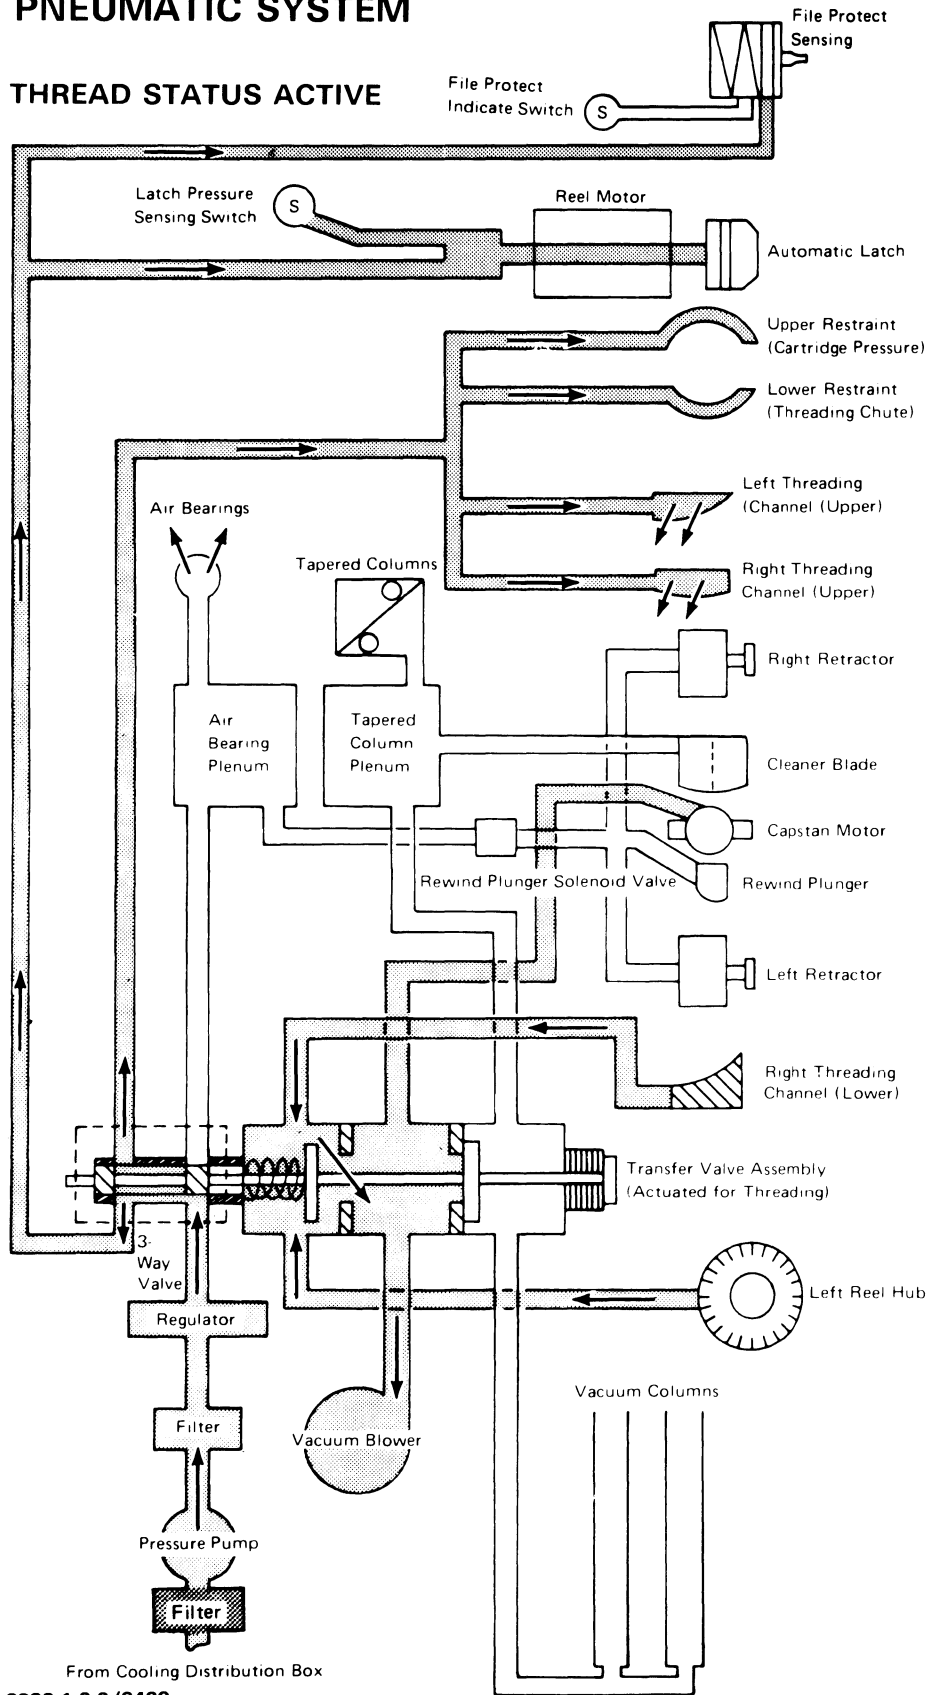 PNEUMATIC SYSTEM
THREAD STATUS ACTIVE
File Protect
Sensing
File Protect
Indicate Switch
S
Latch Pressure
Sensing Switch
S
Reel Motor
Automatic Latch
Upper Restraint
(Cartridge Pressure)
Lower Restraint
(Threading Chute)
Left Threading
(Channel (Upper)
Air Bearings
Tapered Columns
Right Threading
Channel (Upper)
Right Retractor
Air
Bearing
Plenum
Tapered
Column
Plenum
Cleaner Blade
Capstan Motor
Rewind Plunger Solenoid Valve
Rewind Plunger
Left Retractor
Right Threading
Channel (Lower)
Transfer Valve Assembly
(Actuated for Threading)
3-
Way
Valve
Left Reel Hub
Regulator
Vacuum Columns
Filter
Vacuum Blower
Pressure Pump
Filter
From Cooling Distribution Box